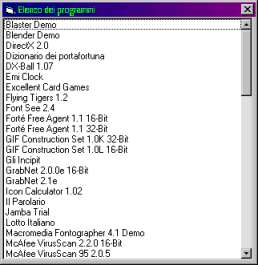 Elenco dei programmi
Blaster Demo
Blender Demo
DirectX 2.0
Dizionario dei portafortuna
DX-Ball 1.07
Emi Clock
Excellent Card Games
Flying Tigers 1.2
Font See 2.4
Forté Free Agent 1.1 16-Bit
Forté Free Agent 1.1 32-Bit
GIF Construction Set 1.0K 32-Bit
GIF Construction Set 1.0L 16-Bit
Gli Incipit
GrabNet 2.0.0e 16-Bit
GrabNet 2.1e
Icon Calculator 1.02
Il Parolario
Jamba Trial
Lotto Italiano
Macromedia Fontographer 4.1 Demo
McAfee VirusScan 2.2.0 16-Bit
McAfee VirusScan 95 2.0.5